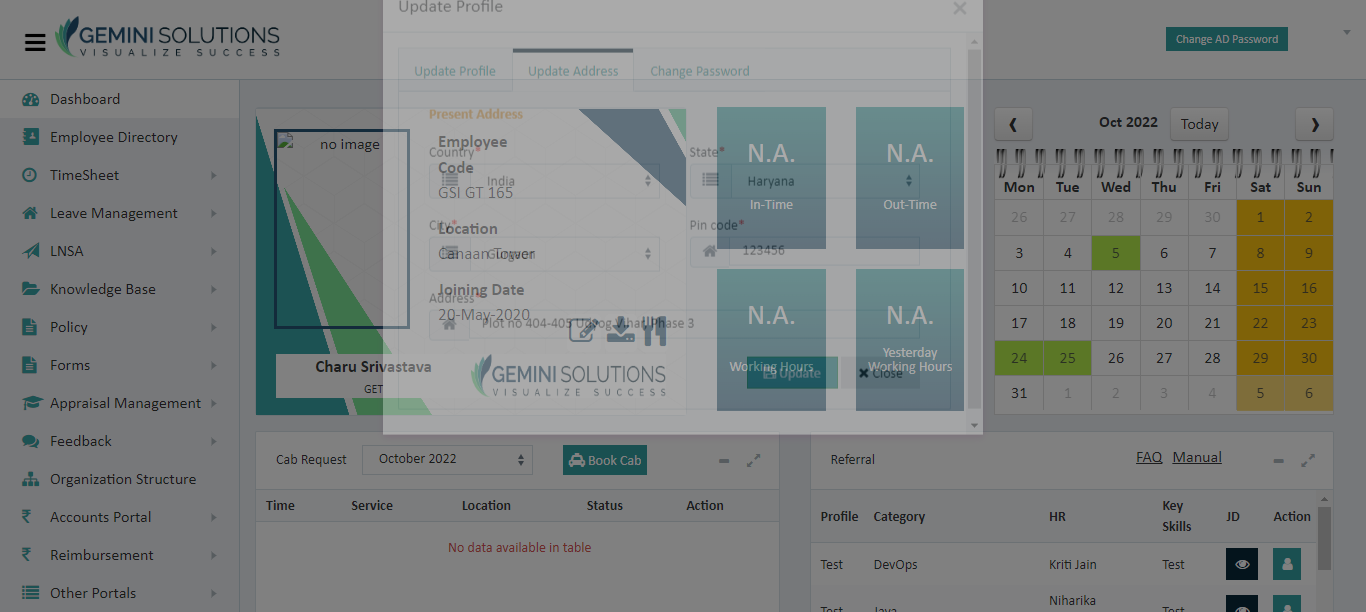 Update Profile
GEMINI SOLUTIONS
VISUALIZE SUCCESS
Change AD Password
Update Profile
Update Address
Change Password
Dashboard
Employee Directory
TimeSheet
Leave Management
LNSA
Knowledge Base
Policy
Forms
Appraisal Management
Feedback
Organization Structure
Accounts Portal
Reimbursement
Other Portals
no image
Charu Srivastava
GET
Present Address
Employee
Code
GSI GT 165
Location
Canaan Tower
Joining Date
20-May-2020
GEMINI SOLUTIONS
VISUALIZE SUCCESS
Country*
India
State*
Haryana
City*
Gurgaon
Pin code*
123456
Address*
Plot no 404-405 Udyog Vihar, Phase 3
Update
Close
N.A.
In-Time
N.A.
Out-Time
N.A.
Working Hours
N.A.
Yesterday
Working Hours
Oct 2022
Today
Mon Tue Wed Thu Fri Sat Sun
26 27 28 29 30 1 2
3 4 5 6 7 8 9
10 11 12 13 14 15 16
17 18 19 20 21 22 23
24 25 26 27 28 29 30
31 1 2 3 4 5 6
Cab Request
October 2022
Book Cab
Time Service Location Status Action
No data available in table
Referral
FAQ Manual
Profile Category HR Key Skills JD Action
Test DevOps Kriti Jain Test
Test Java Niharika Test